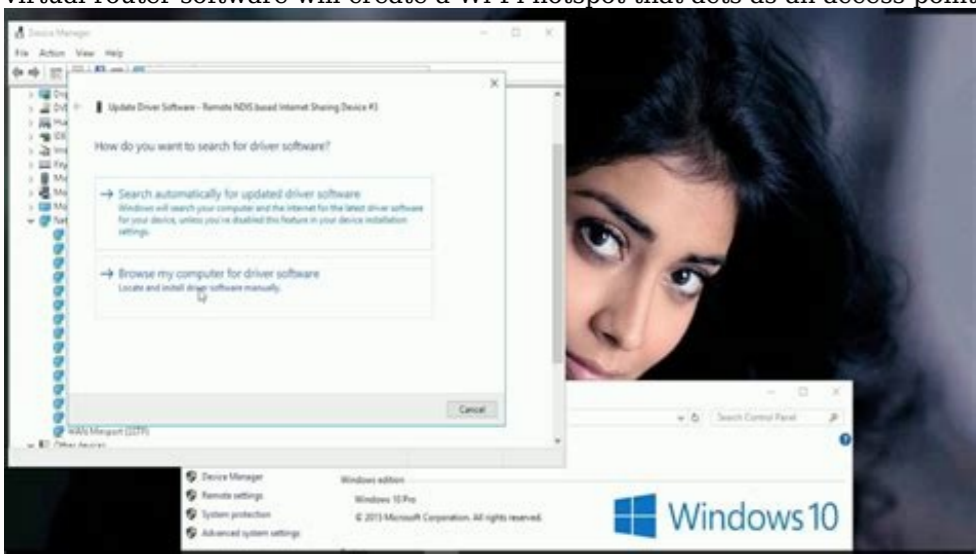 virtual router software will create a Wi-Fi hotspot that acts as an access point
Device Manager
File Action View Help
Update Driver Software - Remote NDIS based Internet Sharing Device #3
How do you want to search for driver software?
→ Search automatically for updated driver software
Windows will search your computer and the Internet for the latest driver software
for your device, unless you've disabled this feature in your device installation
settings.
→ Browse my computer for driver software
Locate and install driver software manually.
Cancel
WAN Miniport (SSTP)
Other devices
Search Control Panel
Device Manager
Remote settings
System protection
Advanced system settings
Windows edition
Windows 10 Pro
© 2015 Microsoft Corporation. All rights reserved.
Windows 10